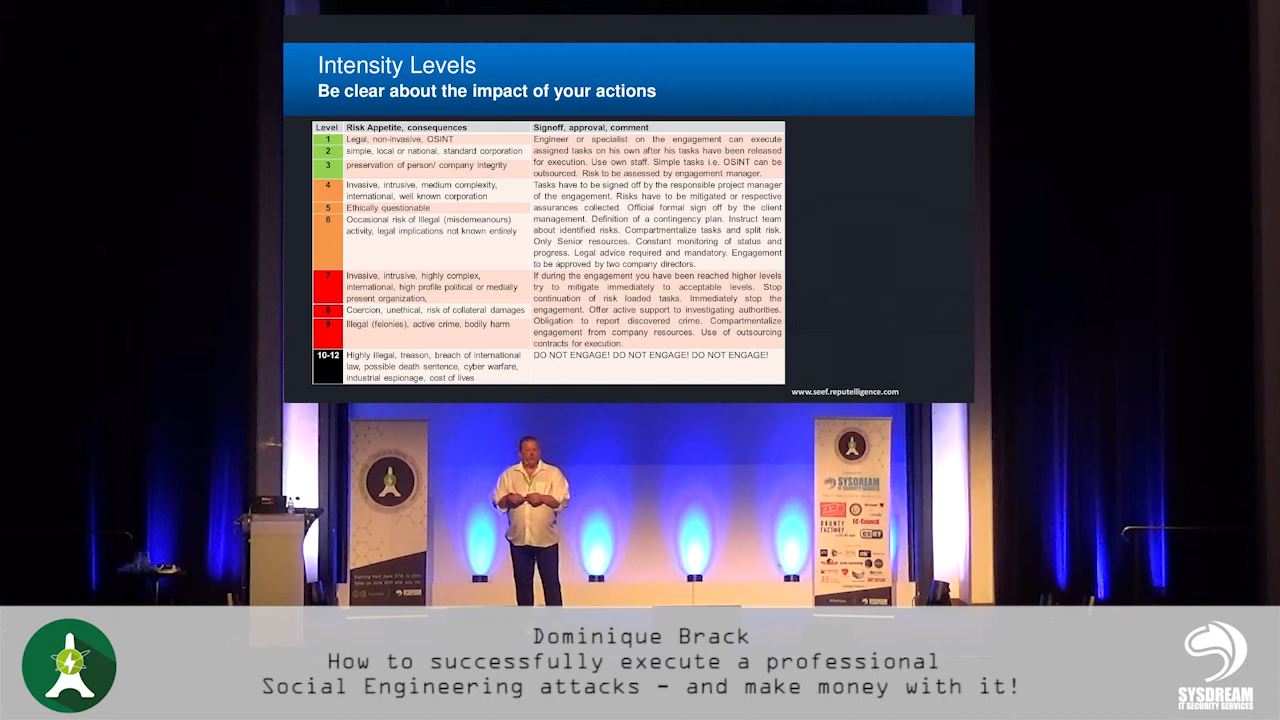 Intensity Levels
Be clear about the impact of your actions
Level Risk Appetite, consequences Signoff, approval, comment
1 Legal, non-invasive, OSINT
2 simple, local or national, standard corporation
3 preservation of person/ company integrity
Engineer or specialist on the engagement can execute
assigned tasks on his own after his tasks have been released
for execution. Use own staff. Simple tasks i.e. OSINT can be
outsourced. Risk to be assessed by engagement manager.
4 Invasive, intrusive, medium complexity,
international, well known corporation
5 Ethically questionable
6 Occasional risk of Illegal (misdemeanours)
activity, legal implications not known entirely
Tasks have to be signed off by the responsible project manager
of the engagement. Risks have to be mitigated or respective
assurances collected. Official formal sign off by the client
management. Definition of a contingency plan. Instruct team
about identified risks. Compartmentalize tasks and split risk.
Only Senior resources. Constant monitoring of status and
progress. Legal advice required and mandatory. Engagement
to be approved by two company directors.
7 Invasive, intrusive, highly complex,
international, high profile political or medially
present organization,
8 Coercion, unethical, risk of collateral damages
9 Illegal (felonies), active crime, bodily harm
If during the engagement you have been reached higher levels
try to mitigate immediately to acceptable levels. Stop
continuation of risk loaded tasks. Immediately stop the
engagement. Offer active support to investigating authorities.
Obligation to report discovered crime. Compartmentalize
engagement from company resources. Use of outsourcing
contracts for execution.
10-12 Highly illegal, treason, breach of international
law, possible death sentence, cyber warfare,
industrial espionage, cost of lives
DO NOT ENGAGE! DO NOT ENGAGE! DO NOT ENGAGE!
www.seef.reputelligence.com
SYSDREAM
IT SECURITY SERVICES
BOUNTY
FACTORY
EC-Council
Dominique Brack
How to successfully execute a professional
Social Engineering attacks - and make money with it!
SYSDREAM
IT SECURITY SERVICES